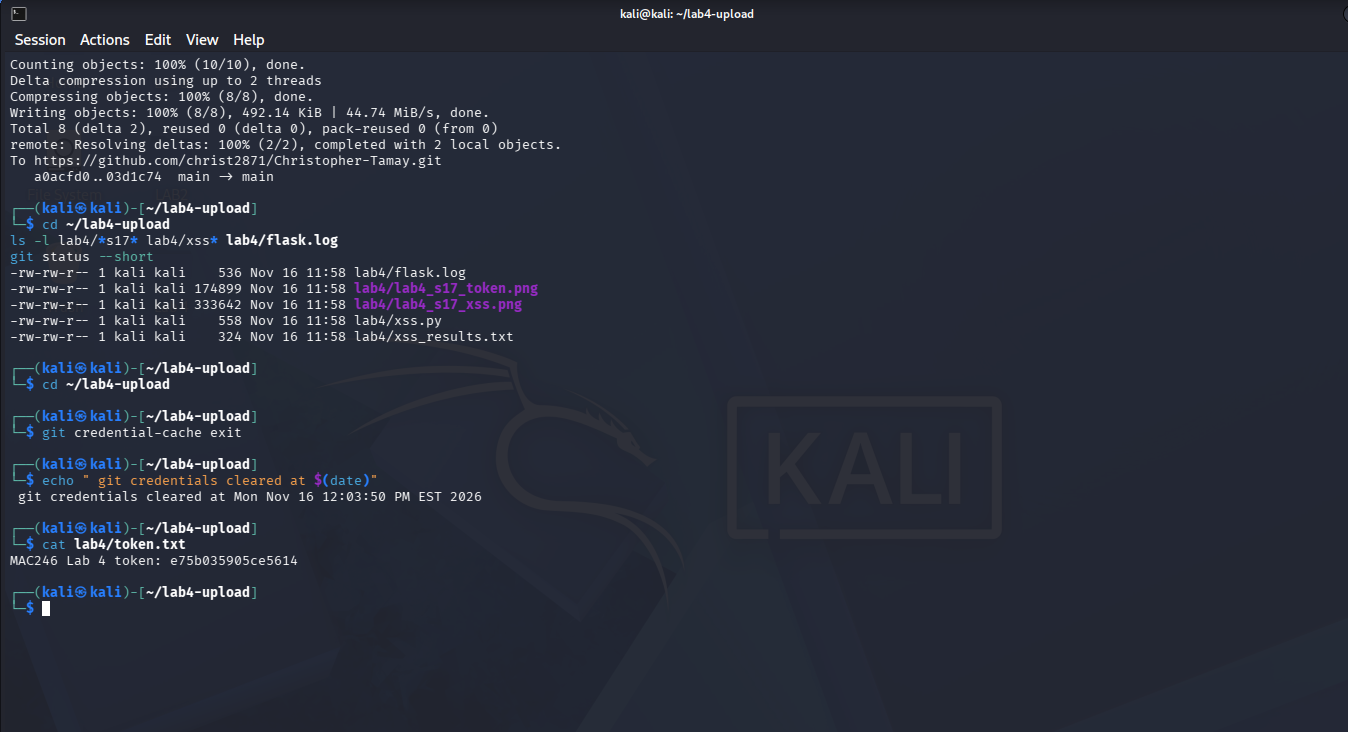 kali@kali: ~/lab4-upload
Session Actions Edit View Help
Counting objects: 100% (10/10), done.
Delta compression using up to 2 threads
Compressing objects: 100% (8/8), done.
Writing objects: 100% (8/8), 492.14 KiB | 44.74 MiB/s, done.
Total 8 (delta 2), reused 0 (delta 0), pack-reused 0 (from 0)
remote: Resolving deltas: 100% (2/2), completed with 2 local objects.
To https://github.com/christ2871/Christopher-Tamay.git
   a0acfd0..03d1c74  main -> main
┌──(kali㉿kali)-[~/lab4-upload]
└─$ cd ~/lab4-upload
ls -l lab4/*s17* lab4/xss* lab4/flask.log
git status --short
-rw-rw-r-- 1 kali kali    536 Nov 16 11:58 lab4/flask.log
-rw-rw-r-- 1 kali kali 174899 Nov 16 11:58 lab4/lab4_s17_token.png
-rw-rw-r-- 1 kali kali 333642 Nov 16 11:58 lab4/lab4_s17_xss.png
-rw-rw-r-- 1 kali kali    558 Nov 16 11:58 lab4/xss.py
-rw-rw-r-- 1 kali kali    324 Nov 16 11:58 lab4/xss_results.txt
┌──(kali㉿kali)-[~/lab4-upload]
└─$ cd ~/lab4-upload
┌──(kali㉿kali)-[~/lab4-upload]
└─$ git credential-cache exit
┌──(kali㉿kali)-[~/lab4-upload]
└─$ echo " git credentials cleared at $(date)"
 git credentials cleared at Mon Nov 16 12:03:50 PM EST 2026
┌──(kali㉿kali)-[~/lab4-upload]
└─$ cat lab4/token.txt
MAC246 Lab 4 token: e75b035905ce5614
┌──(kali㉿kali)-[~/lab4-upload]
└─$
KALI